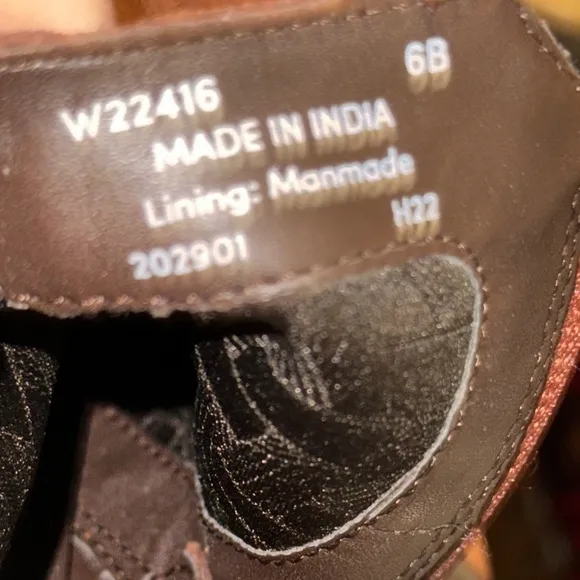 6B
W22416
MADE IN INDIA
Lining: Manmade
202901 H22